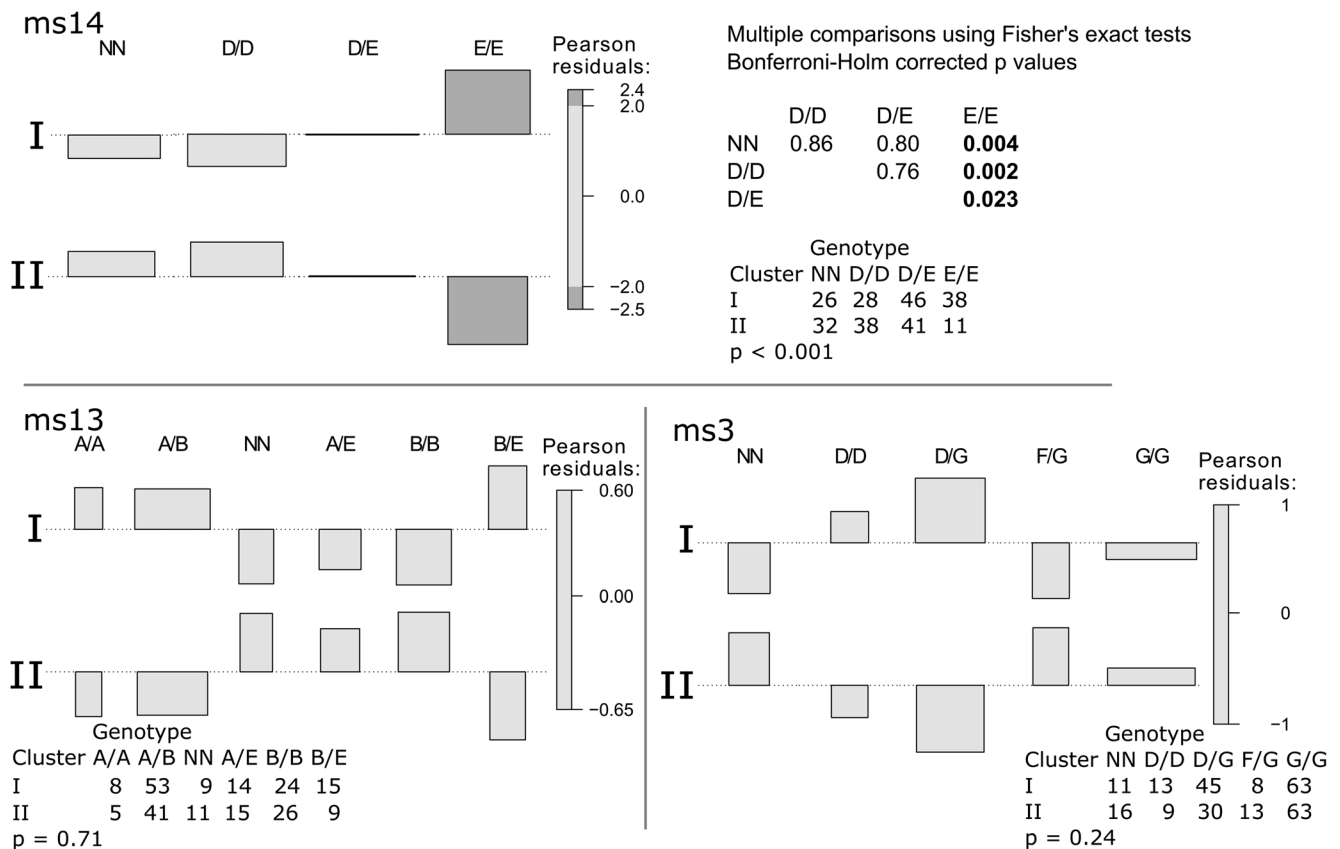 ms14
NN D/D D/E E/E
Pearson
residuals:
2.4
2.0
0.0
−2.0
−2.5
I
II
Multiple comparisons using Fisher's exact tests
Bonferroni-Holm corrected p values
D/D D/E E/E
NN 0.86 0.80 0.004
D/D 0.76 0.002
D/E 0.023
Genotype
Cluster NN D/D D/E E/E
I 26 28 46 38
II 32 38 41 11
p < 0.001
ms13
A/A A/B NN A/E B/B B/E
Pearson
residuals:
0.60
0.00
−0.65
I
II
Genotype
Cluster A/A A/B NN A/E B/B B/E
I 8 53 9 14 24 15
II 5 41 11 15 26 9
p = 0.71
ms3
NN D/D D/G F/G G/G
Pearson
residuals:
1
0
−1
I
II
Genotype
Cluster NN D/D D/G F/G G/G
I 11 13 45 8 63
II 16 9 30 13 63
p = 0.24